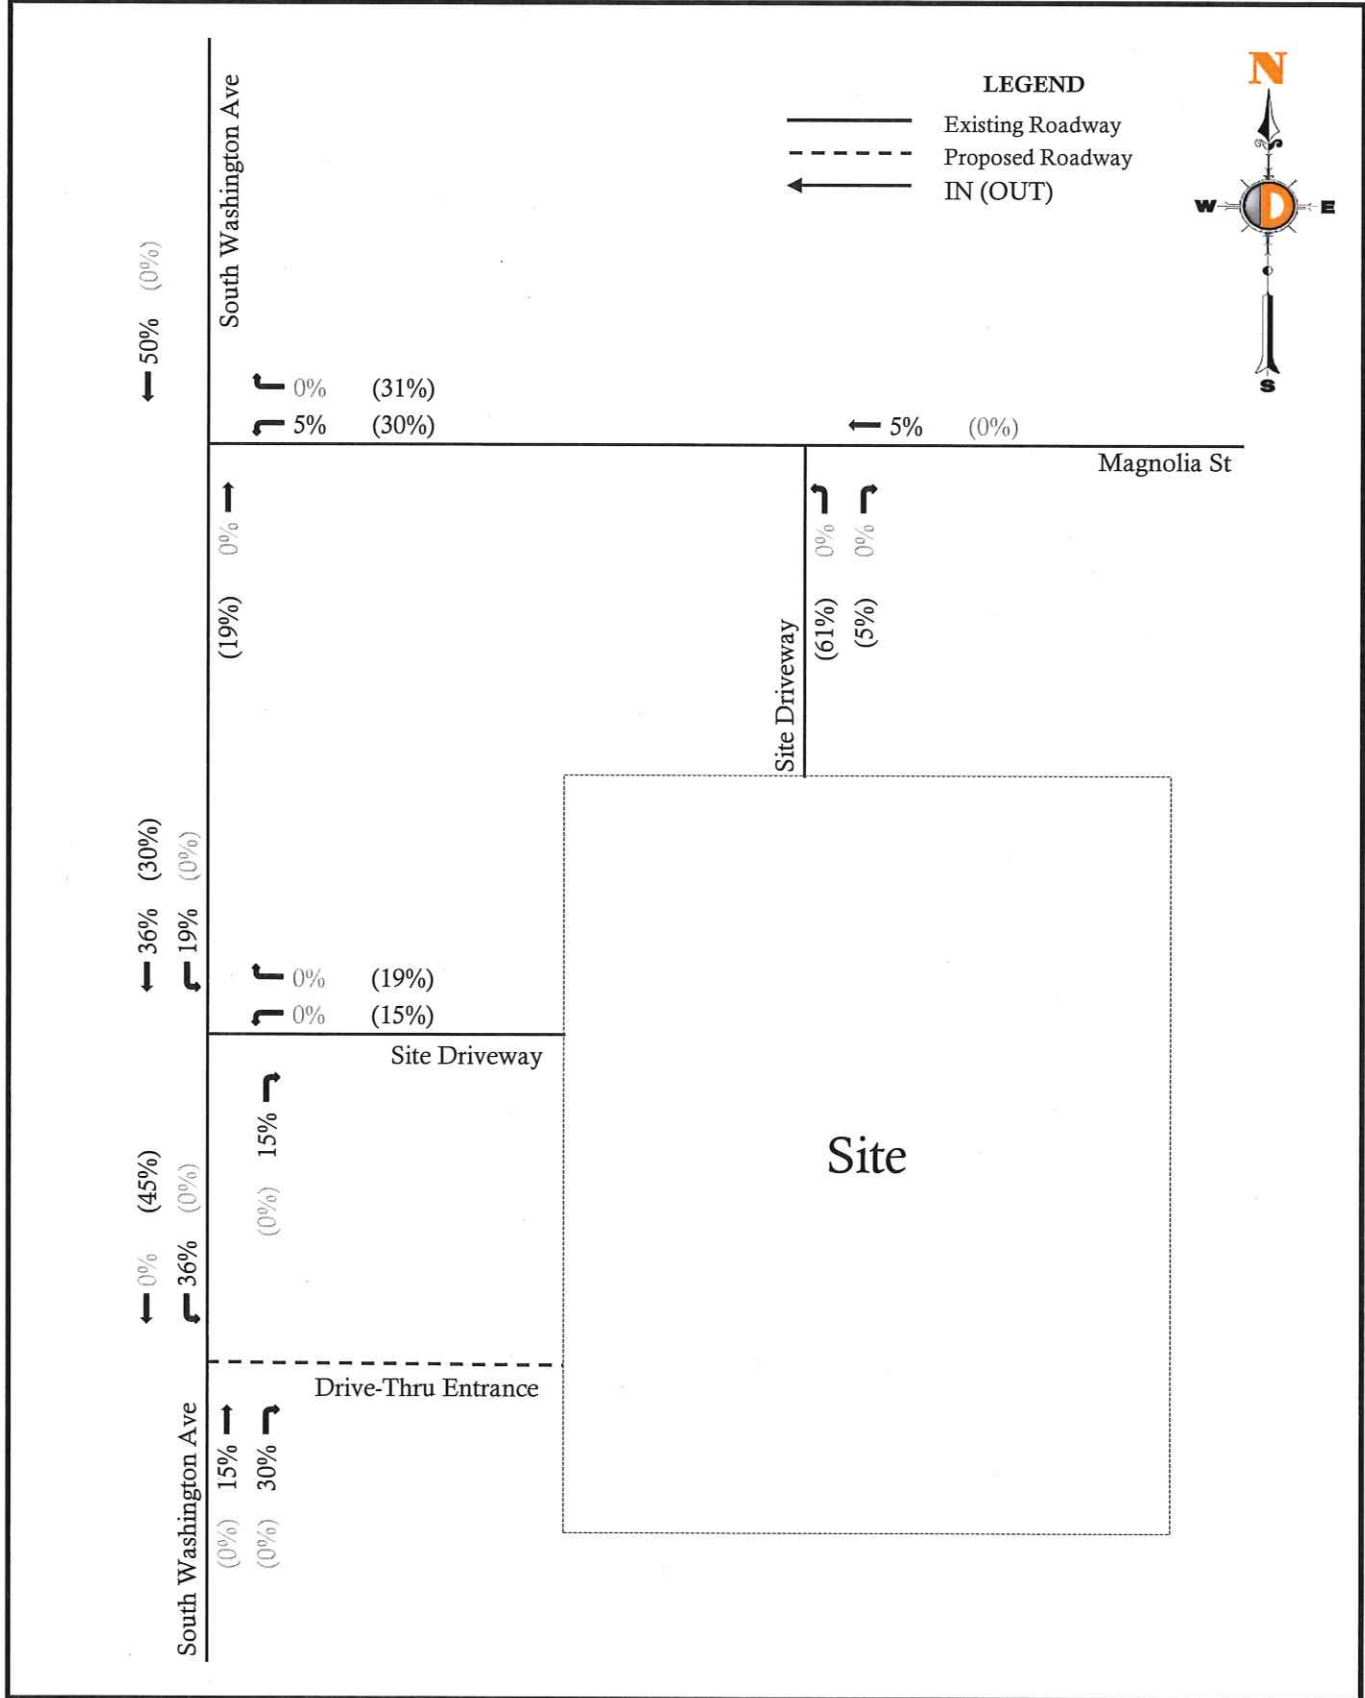 N
W
D
E
S
LEGEND
Existing Roadway
Proposed Roadway
IN (OUT)
South Washington Ave
50% (0%)
0% (31%)
5% (30%)
5% (0%)
Magnolia St
0% (19%)
0% (61%)
0% (5%)
Site Driveway
36% (30%)
19% (0%)
0% (19%)
0% (15%)
Site Driveway
15% (0%)
Site
0% (45%)
36% (0%)
Drive-Thru Entrance
15% (0%)
30% (0%)
South Washington Ave